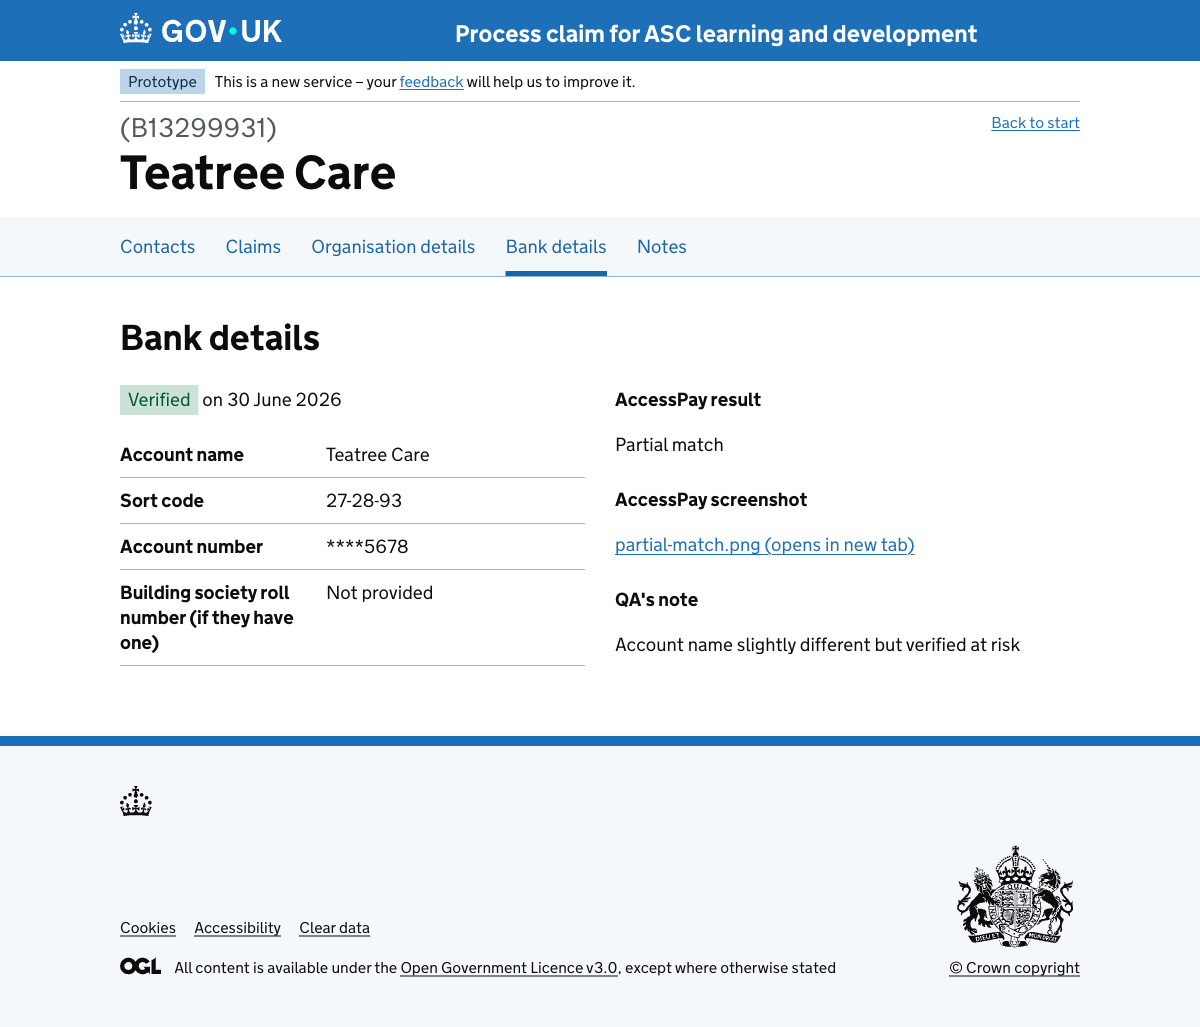 GOV·UK
Process claim for ASC learning and development
Prototype This is a new service – your feedback will help us to improve it.
(B13299931)
Back to start
Teatree Care
Contacts Claims Organisation details Bank details Notes
Bank details
Verified on 30 June 2026
Account name Teatree Care
Sort code 27-28-93
Account number ****5678
Building society roll number (if they have one) Not provided
AccessPay result
Partial match
AccessPay screenshot
partial-match.png (opens in new tab)
QA's note
Account name slightly different but verified at risk
Cookies Accessibility Clear data
OGL All content is available under the Open Government Licence v3.0, except where otherwise stated
© Crown copyright